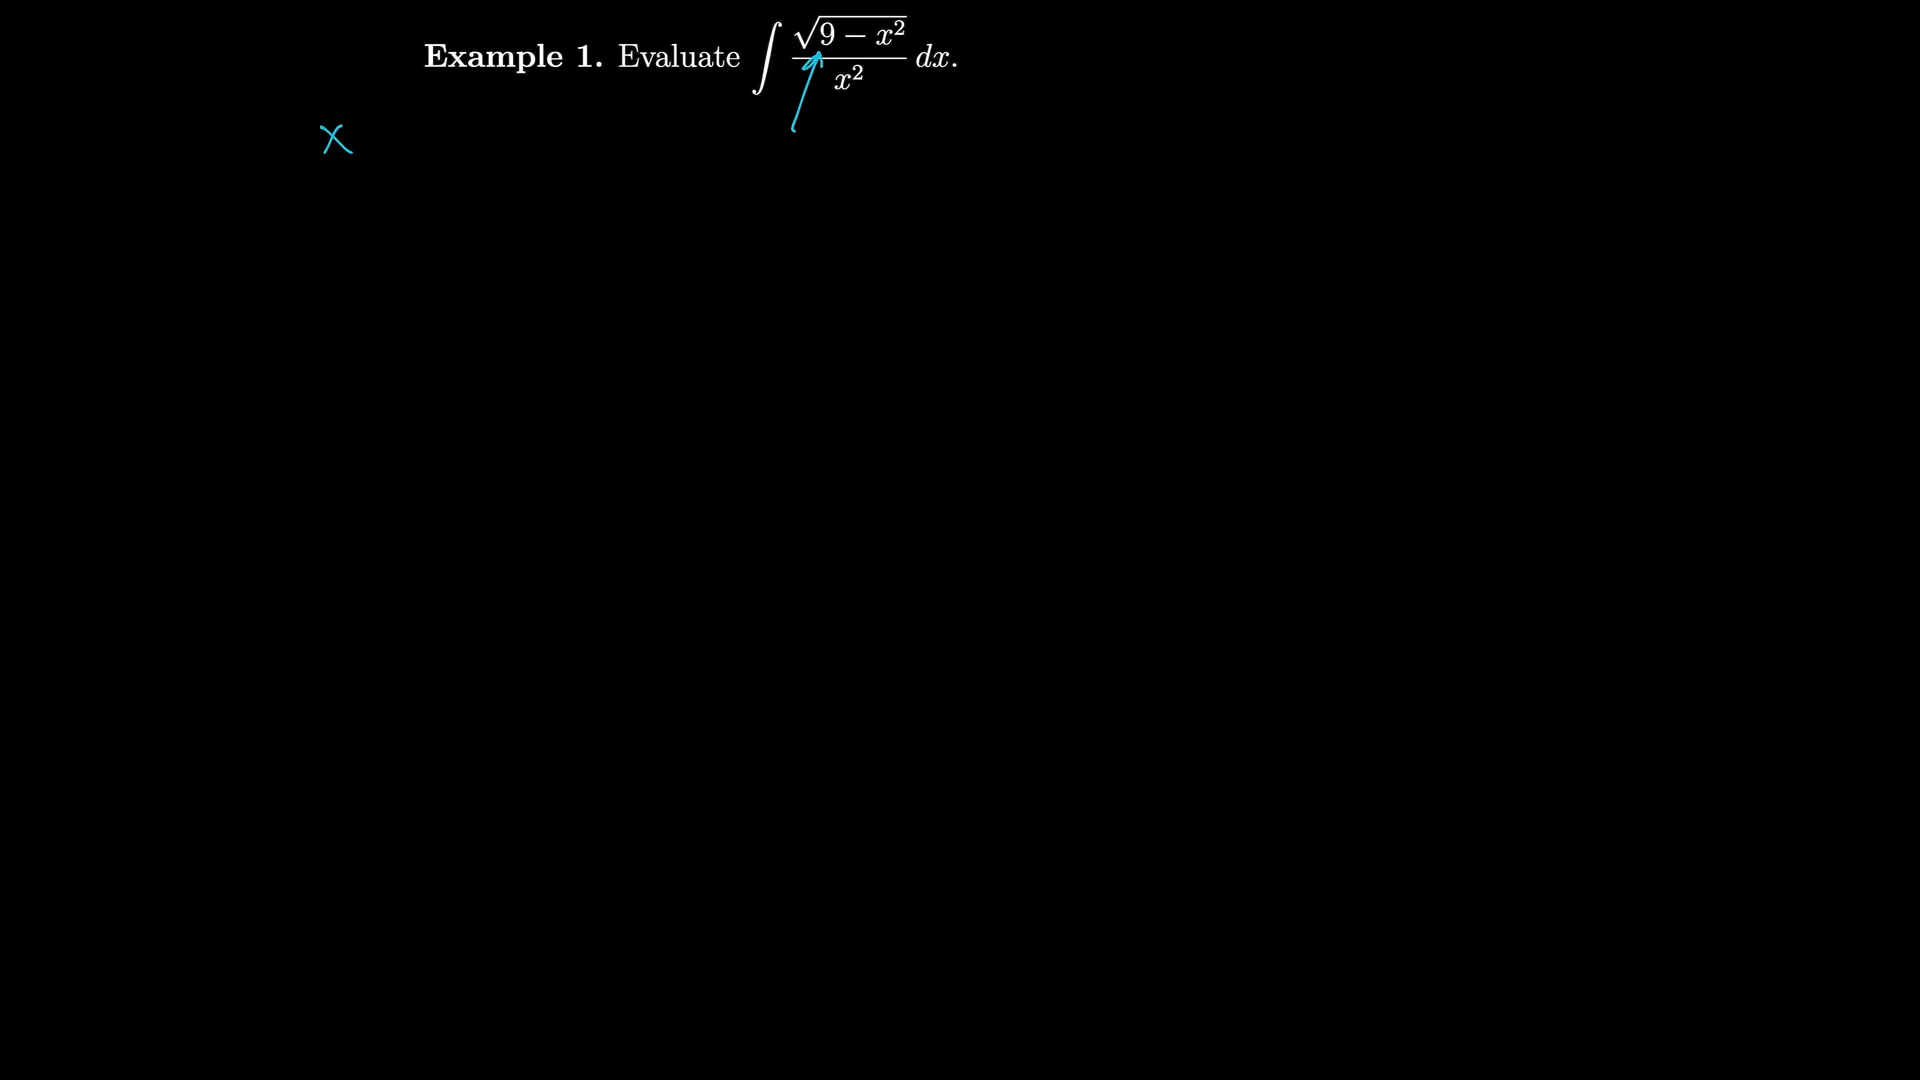 Example 1. Evaluate ∫ √(9 − x²) / x² dx.
x